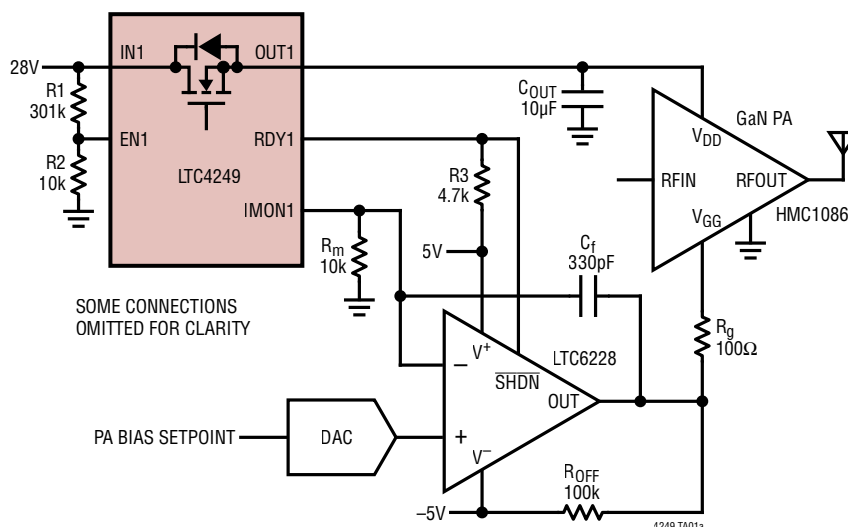 28V
IN1
OUT1
R1
301k
EN1
RDY1
R2
10k
LTC4249
IMON1
R3
4.7k
5V
Rm
10k
SOME CONNECTIONS
OMITTED FOR CLARITY
COUT
10µF
GaN PA
VDD
RFIN
RFOUT
VGG
HMC1086
Cf
330pF
Rg
100Ω
V+
SHDN
LTC6228
–
OUT
+
V–
PA BIAS SETPOINT
DAC
–5V
ROFF
100k
4249 TA01a